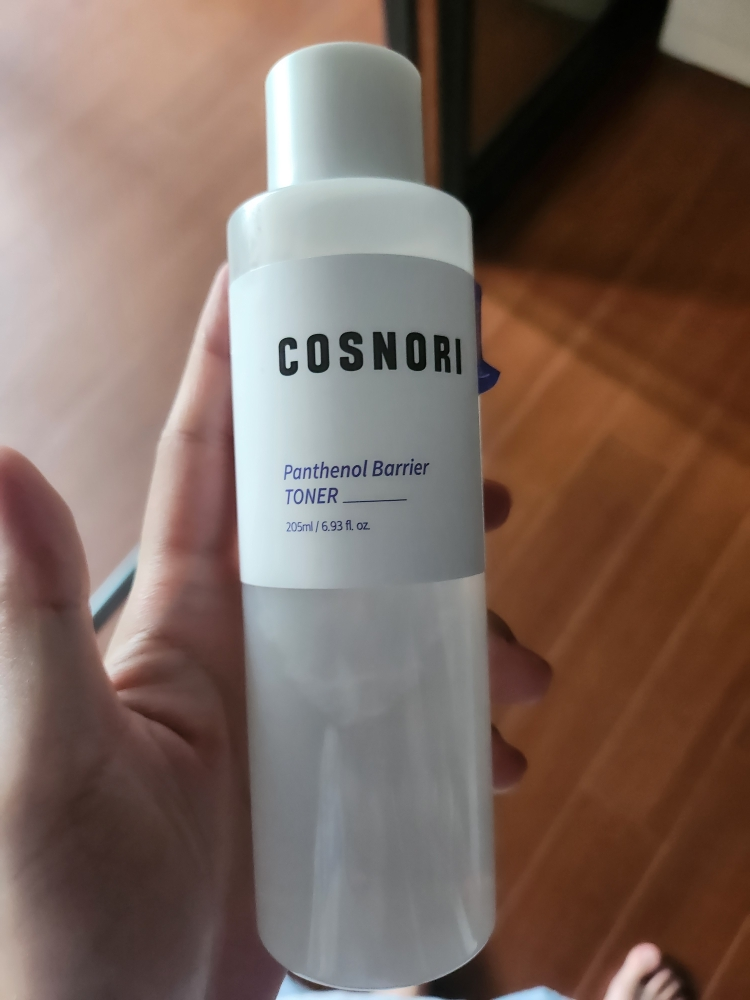 COSNORI
Panthenol Barrier
TONER
205ml / 6.93 fl. oz.